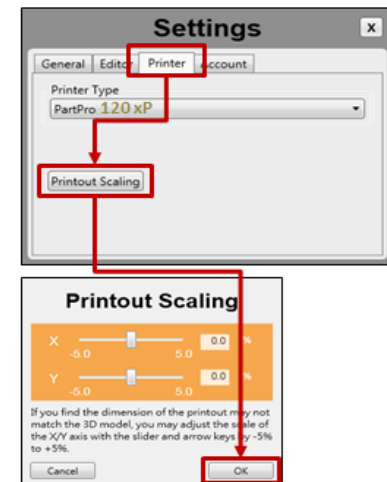 Settings
x
General Editor Printer Account
Printer Type
PartPro 120 xP
Printout Scaling
Printout Scaling
X 0.0 %
-5.0 5.0
Y 0.0 %
-5.0 5.0
If you find the dimension of the printout may not
match the 3D model, you may adjust the scale of
the X/Y axis with the slider and arrow keys by -5%
to +5%.
Cancel OK